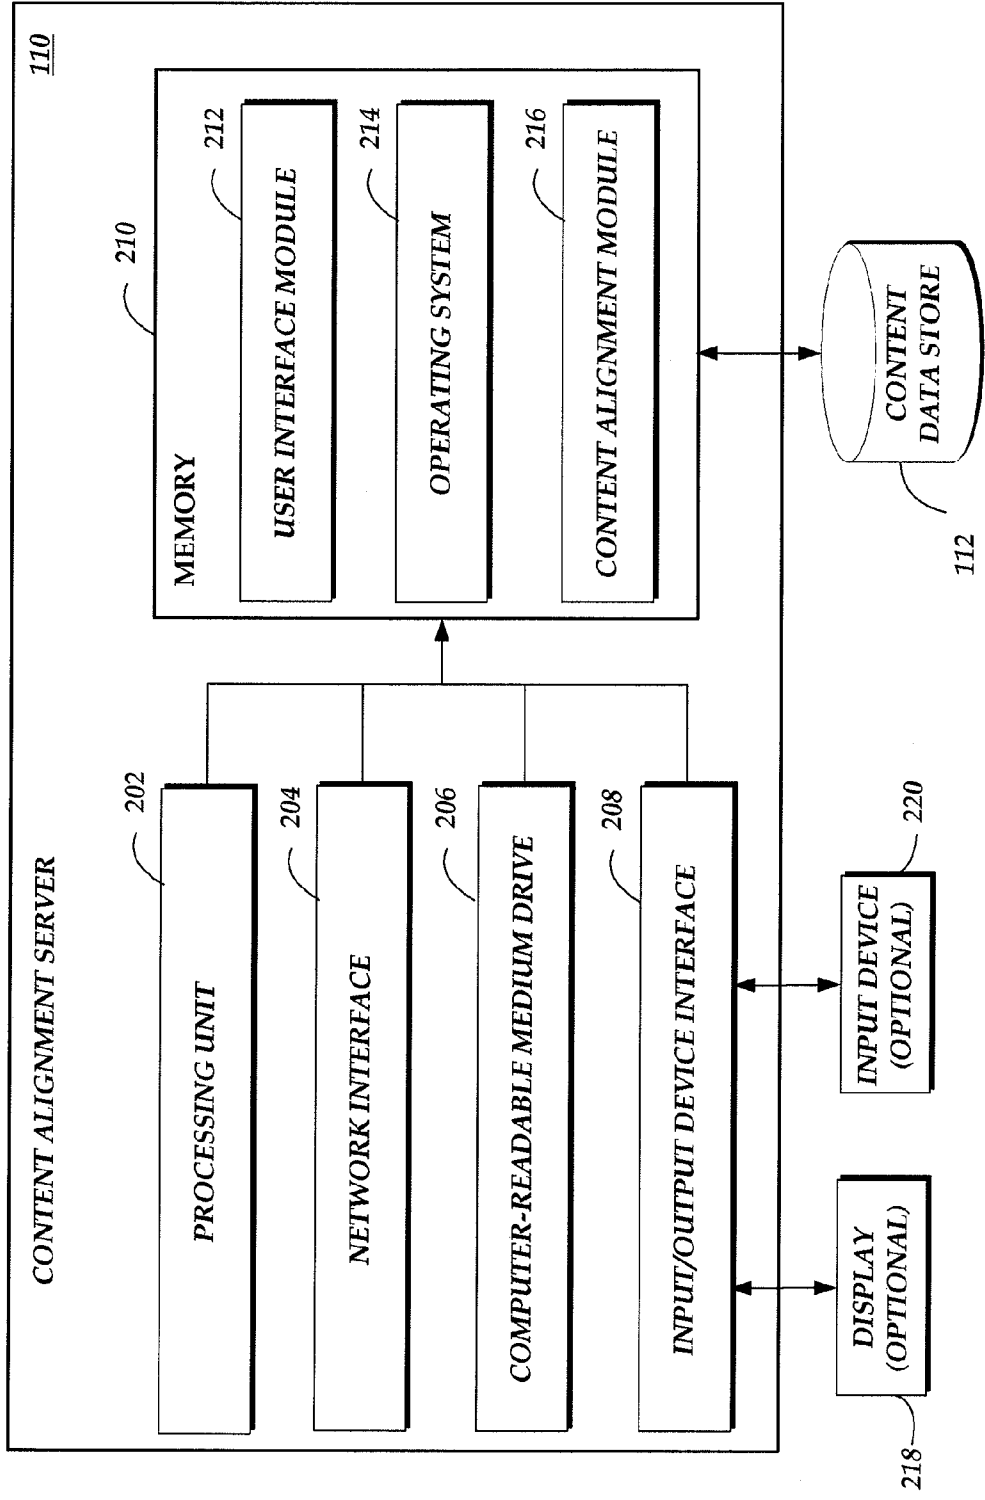 CONTENT ALIGNMENT SERVER
110
202
PROCESSING UNIT
204
NETWORK INTERFACE
206
COMPUTER-READABLE MEDIUM DRIVE
208
INPUT/OUTPUT DEVICE INTERFACE
210
MEMORY
212
USER INTERFACE MODULE
214
OPERATING SYSTEM
216
CONTENT ALIGNMENT MODULE
218
DISPLAY
(OPTIONAL)
220
INPUT DEVICE
(OPTIONAL)
112
CONTENT
DATA STORE